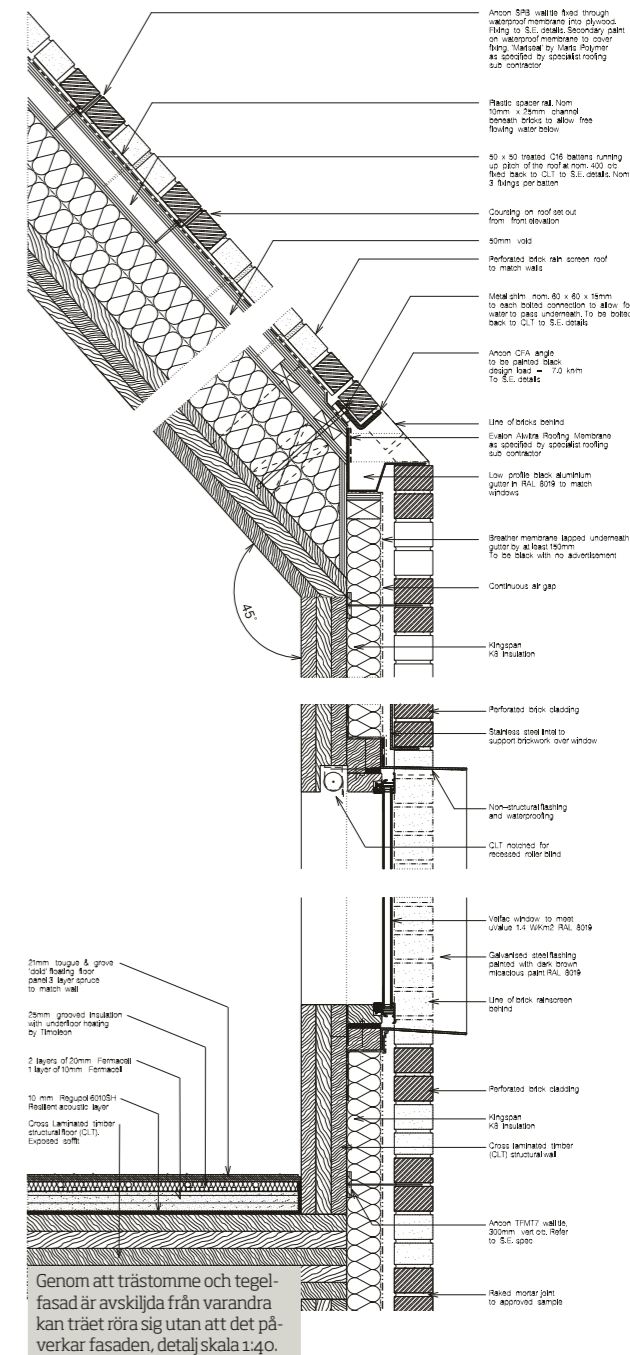 Ancon SPB wall tie fixed through
waterproof membrane into plywood.
Fixing to S.E. details. Secondary paint
on waterproof membrane to cover
fixing. 'Mariseal' by Maris Polymer
as specified by specialist roofing
sub contractor
Plastic spacer rail. Nom
10mm x 25mm channel
beneath bricks to allow free
flowing water below
50 x 50 treated C16 battens running
up pitch of the roof at nom. 400 c/c
fixed back to CLT to S.E. details. Nom
3 fixings per batten
Coursing on roof set out
from front elevation
50mm void
Perforated brick rain screen roof
to match walls
Metal shim nom. 60 x 60 x 15mm
to each bolted connection to allow fo
water to pass underneath. To be bolted
back to CLT to S.E. details
Ancon CFA angle
to be painted black
design load = 7.0 kn/m
To S.E. details
Line of bricks behind
Evalon Alwitra Roofing Membrane
as specified by specialist roofing
sub contractor
Low profile black aluminium
gutter in RAL 8019 to match
windows
Breather membrane lapped underneath
gutter by at least 150mm
To be black with no advertisement
Continuous air gap
45°
Kingspan
K8 insulation
Perforated brick cladding
Stainless steel lintel to
support brickwork over window
Non-structural flashing
and waterproofing
CLT notched for
recessed roller blind
Velfac window to meet
uValue 1.4 W/Km2 RAL 8019
Galvanised steel flashing
painted with dark brown
micacious paint RAL 8019
Line of brick rainscreen
behind
21mm tougue & grove
'dold' floating floor
panel 3 layer spruce
to match wall
25mm grooved insulation
with underfloor heating
by Timoleon
2 layers of 20mm Fermacell
1 layer of 10mm Fermacell
10 mm Regupol 6010SH
Resilient acoustic layer
Cross Laminated timber
structural floor (CLT).
Exposed soffit
Perforated brick cladding
Kingspan
K8 insulation
Cross laminated timber
(CLT) structural wall
Ancon TFMT7 wall tie,
300mm vert c/c. Refer
to S.E. spec
Raked mortar joint
to approved sample
Genom att trästomme och tegel-
fasad är avskiljda från varandra
kan träet röra sig utan att det på-
verkar fasaden, detalj skala 1:40.